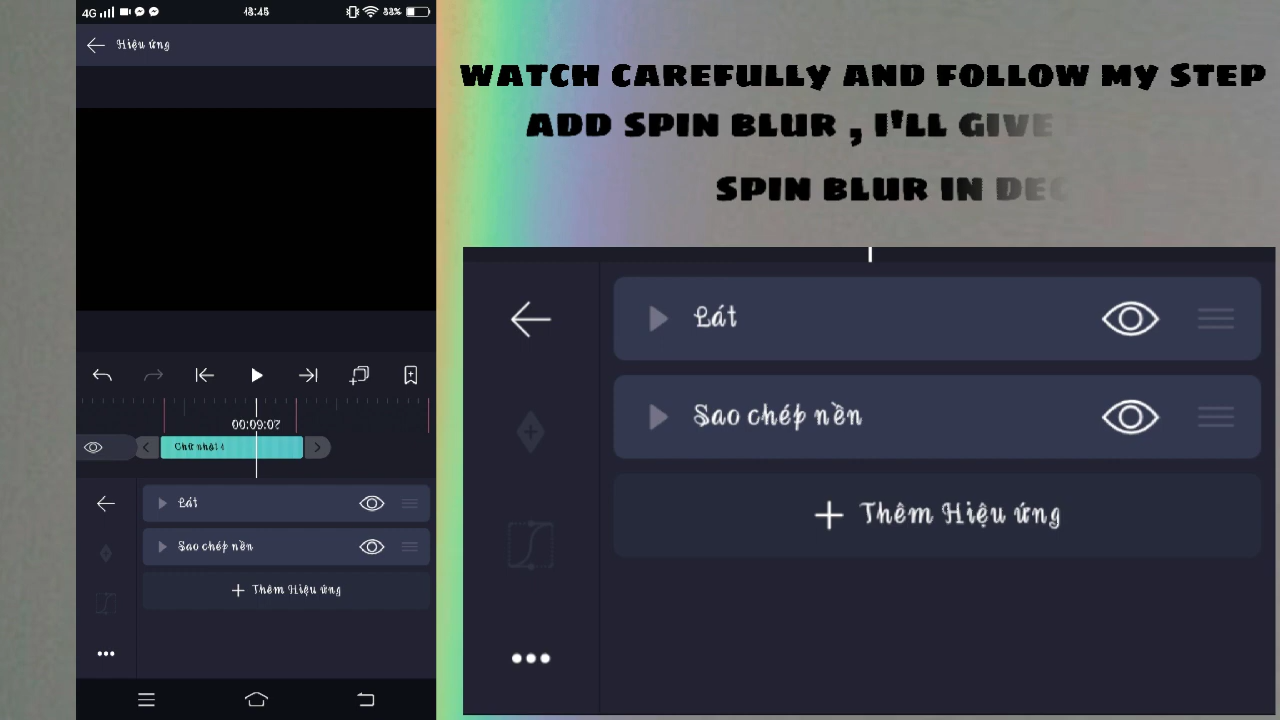 4G
18:45
33%
Hiệu ứng
WATCH CAREFULLY AND FOLLOW MY STEP
ADD SPIN BLUR , I'LL GIVE
SPIN BLUR IN
00:09:07
Chữ nhật 1
Lát
Sao chép nền
+ Thêm Hiệu ứng
Lát
Sao chép nền
+ Thêm Hiệu ứng